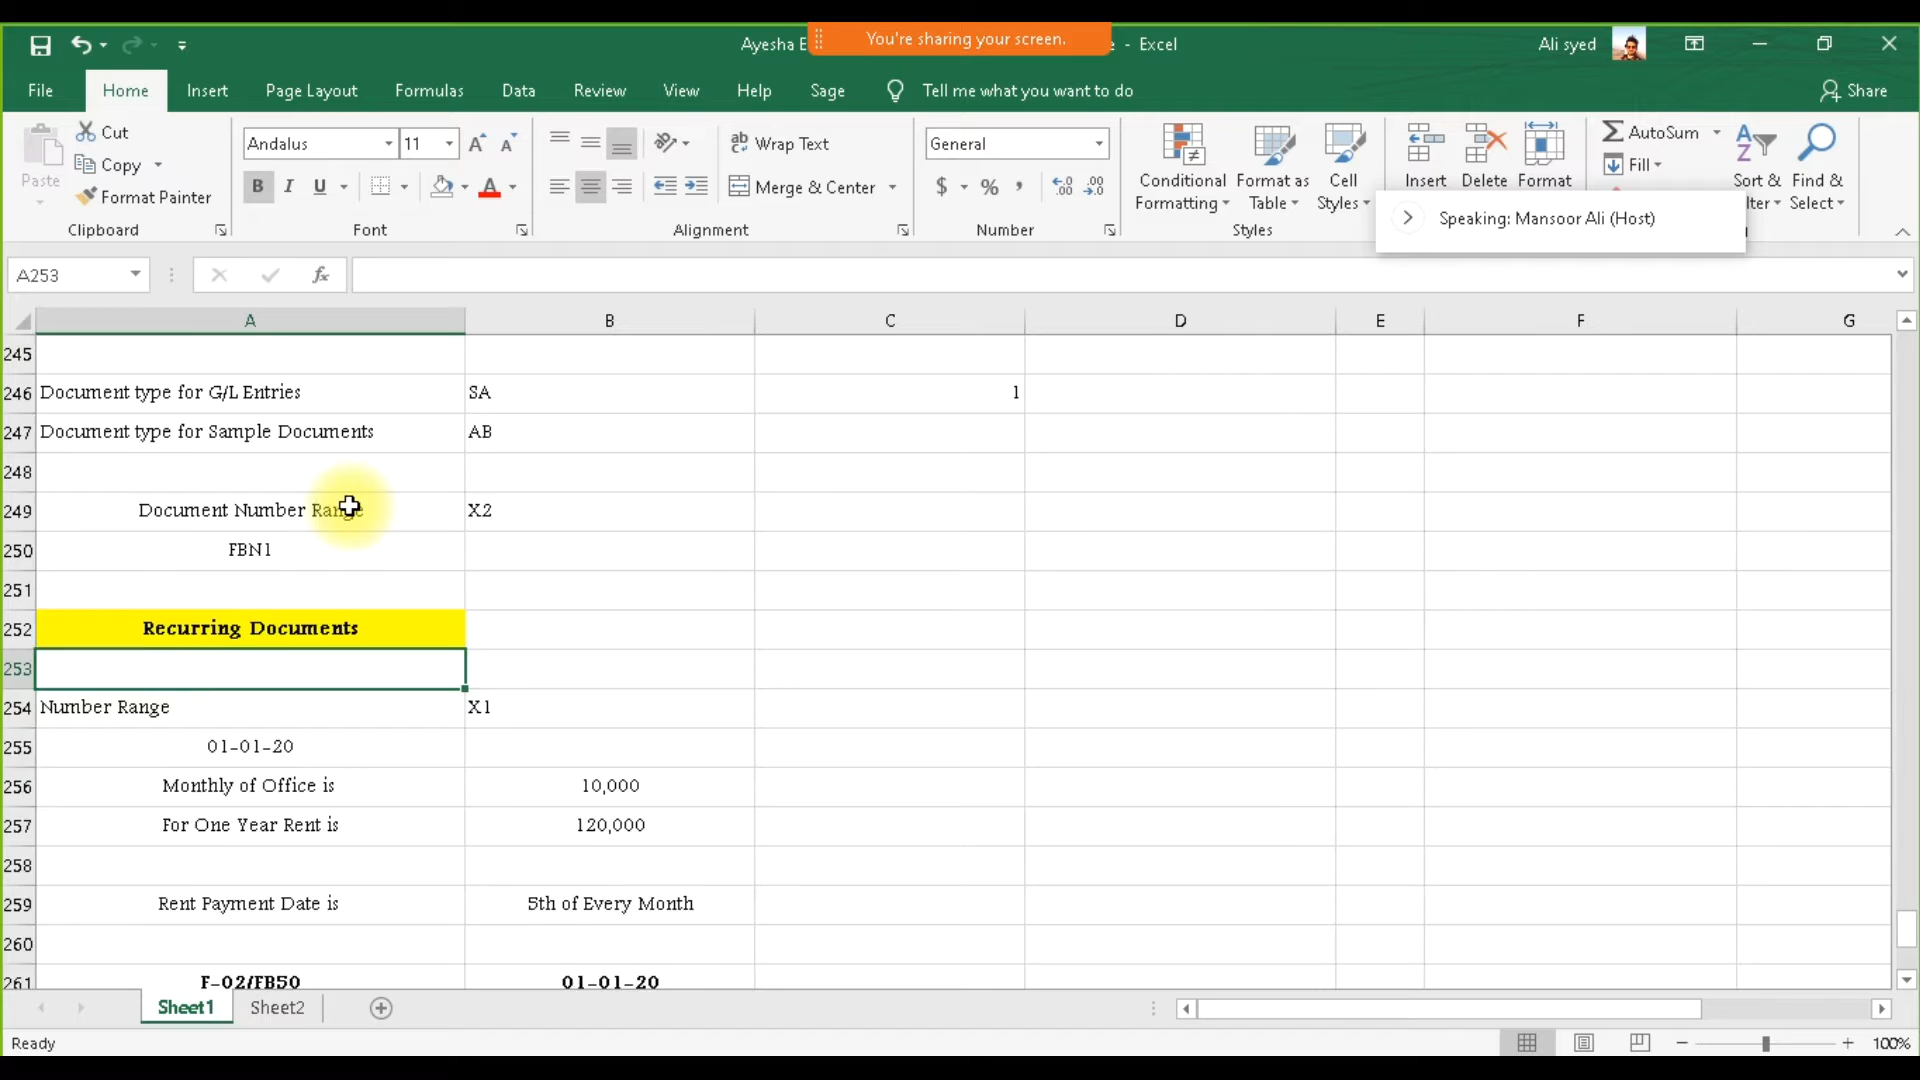 You're sharing your screen.
Ayesha E
e - Excel
Ali syed
File Home Insert Page Layout Formulas Data Review View Help Sage Tell me what you want to do Share
Paste
Cut
Copy
Format Painter
Clipboard
Andalus 11
B I U
Font
Wrap Text
Merge & Center
Alignment
General
$ % ,
Number
Conditional Formatting
Format as Table
Cell Styles
Styles
Insert Delete Format
AutoSum
Fill
Sort &
lter
Find & Select
Speaking: Mansoor Ali (Host)
A253
fx
A B C D E F G
245
246 Document type for G/L Entries SA 1
247 Document type for Sample Documents AB
248
249 Document Number Range X2
250 FBN1
251
252 Recurring Documents
253
254 Number Range X1
255 01-01-20
256 Monthly of Office is 10,000
257 For One Year Rent is 120,000
258
259 Rent Payment Date is 5th of Every Month
260
261 F-02/FB50 01-01-20
Sheet1 Sheet2
Ready
100%